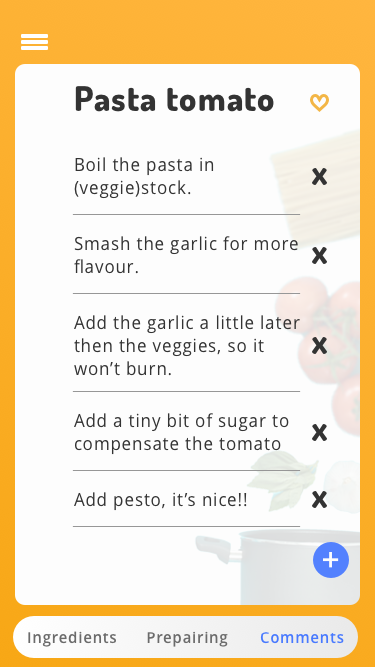 Pasta tomato
Boil the pasta in
(veggie)stock.
X
Smash the garlic for more
flavour.
X
Add the garlic a little later
then the veggies, so it
won’t burn.
X
Add a tiny bit of sugar to
compensate the tomato
X
Add pesto, it’s nice!!
X
+
Ingredients Prepairing Comments